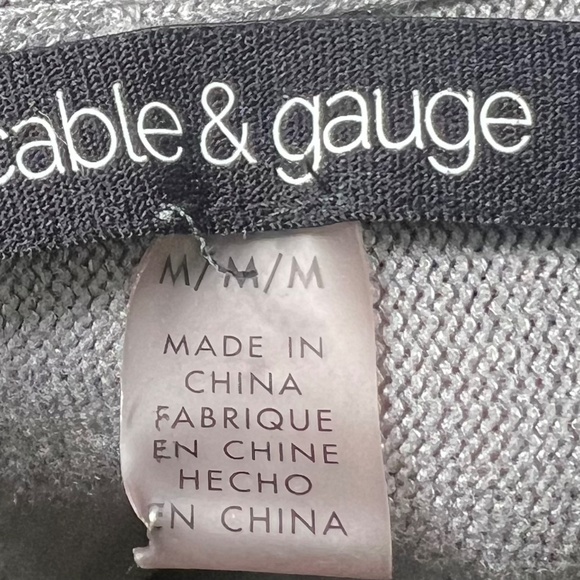 cable & gauge
M/M/M
MADE IN
CHINA
FABRIQUE
EN CHINE
HECHO
EN CHINA